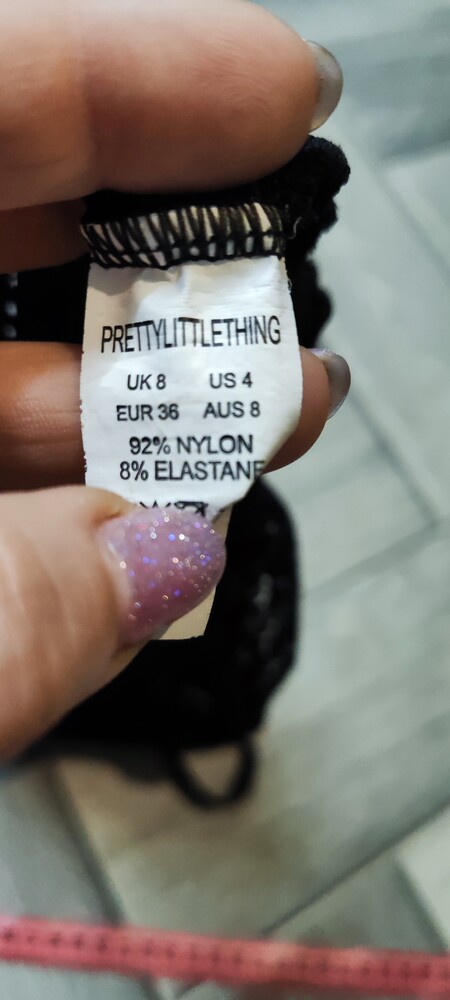 PRETTYLITTLETHING
UK 8 US 4
EUR 36 AUS 8
92% NYLON
8% ELASTANE